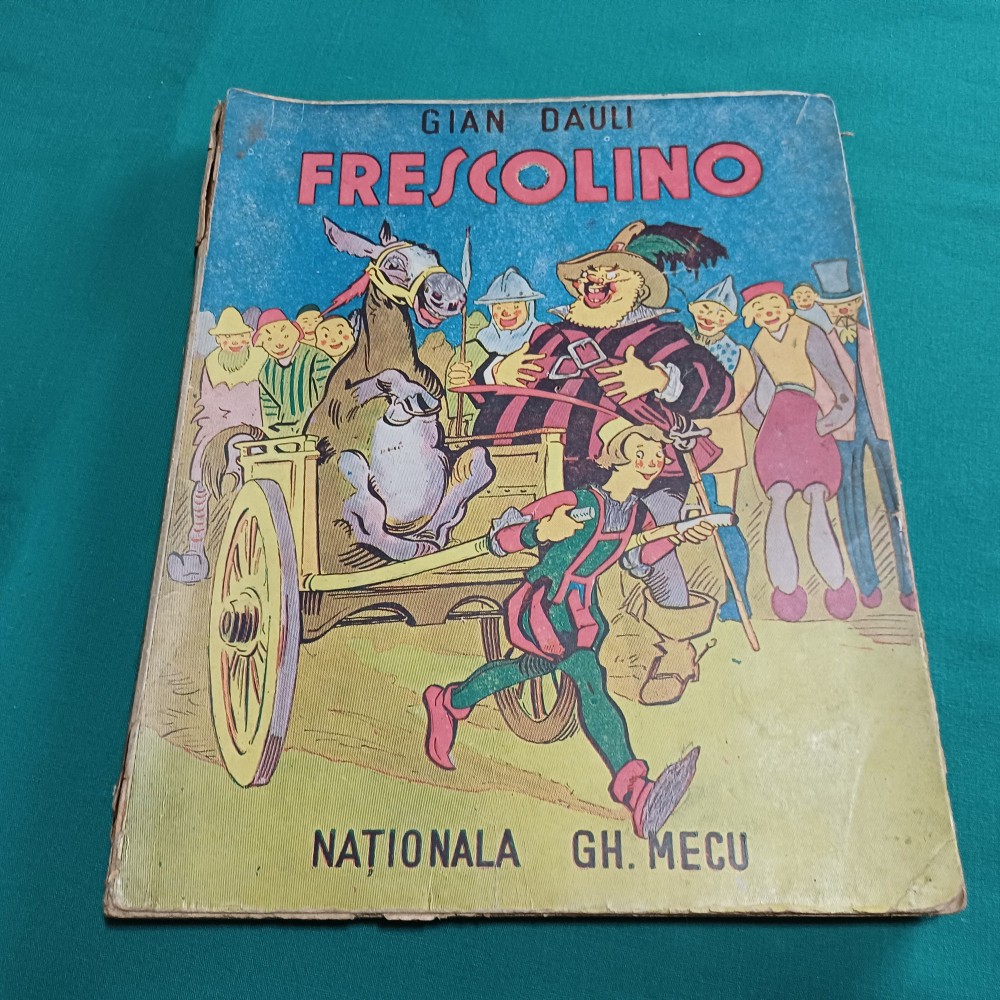 GIAN DAULI
FRESCOLINO
NAȚIONALA GH. MECU